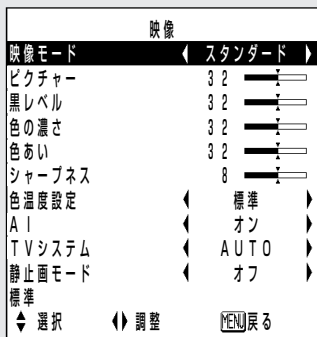 映像
映像モード スタンダード
ピクチャー 32
黒レベル 32
色の濃さ 32
色あい 32
シャープネス 8
色温度設定 標準
AI オン
TVシステム AUTO
静止画モード オフ
標準
選択 調整 MENU戻る